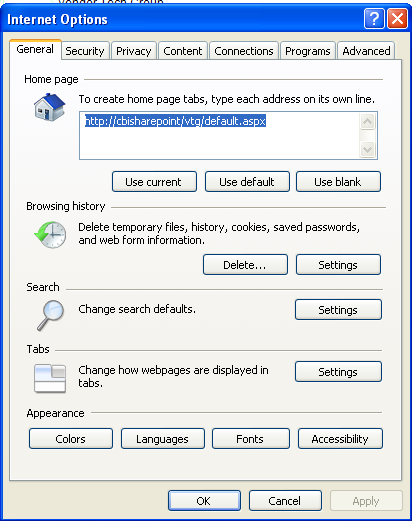 Vendor Tech Group
Internet Options
General Security Privacy Content Connections Programs Advanced
Home page
To create home page tabs, type each address on its own line.
http://cbisharepoint/vtg/default.aspx
Use current Use default Use blank
Browsing history
Delete temporary files, history, cookies, saved passwords,
and web form information.
Delete... Settings
Search
Change search defaults. Settings
Tabs
Change how webpages are displayed in
tabs.
Settings
Appearance
Colors Languages Fonts Accessibility
OK Cancel Apply